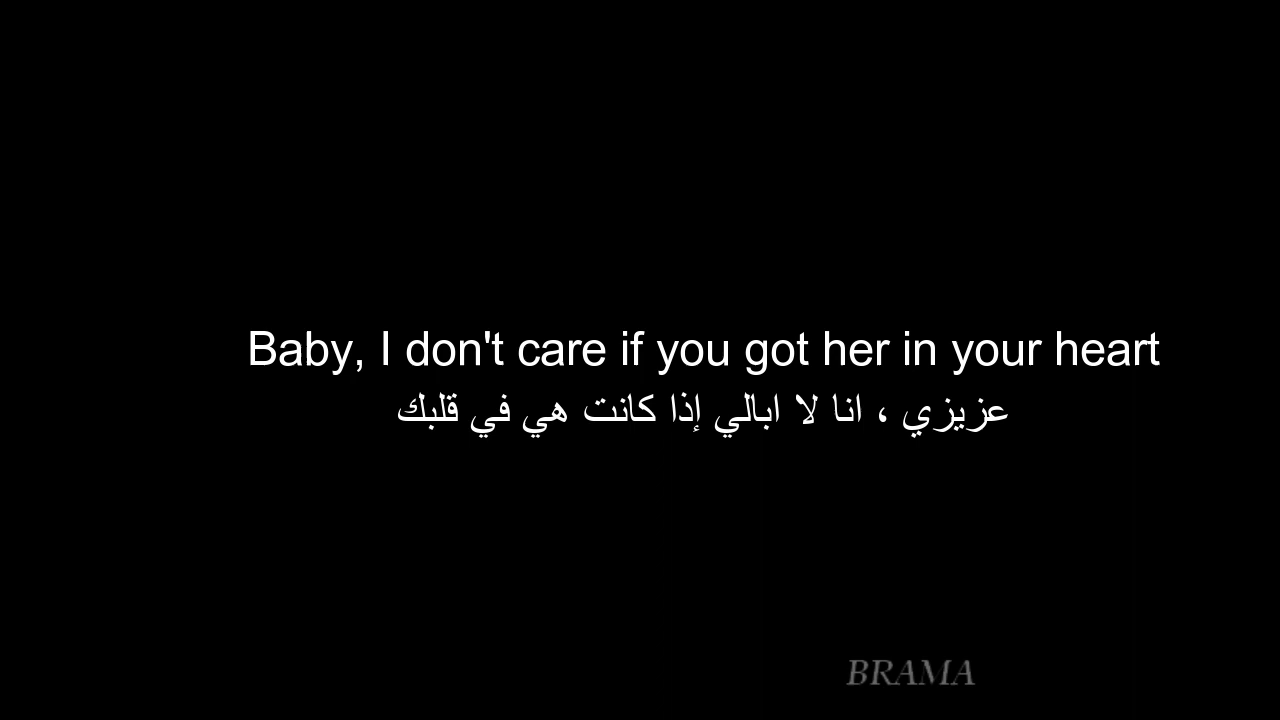 Baby, I don't care if you got her in your heart
عزيزي ، انا لا ابالي إذا كانت هي في قلبك
BRAMA